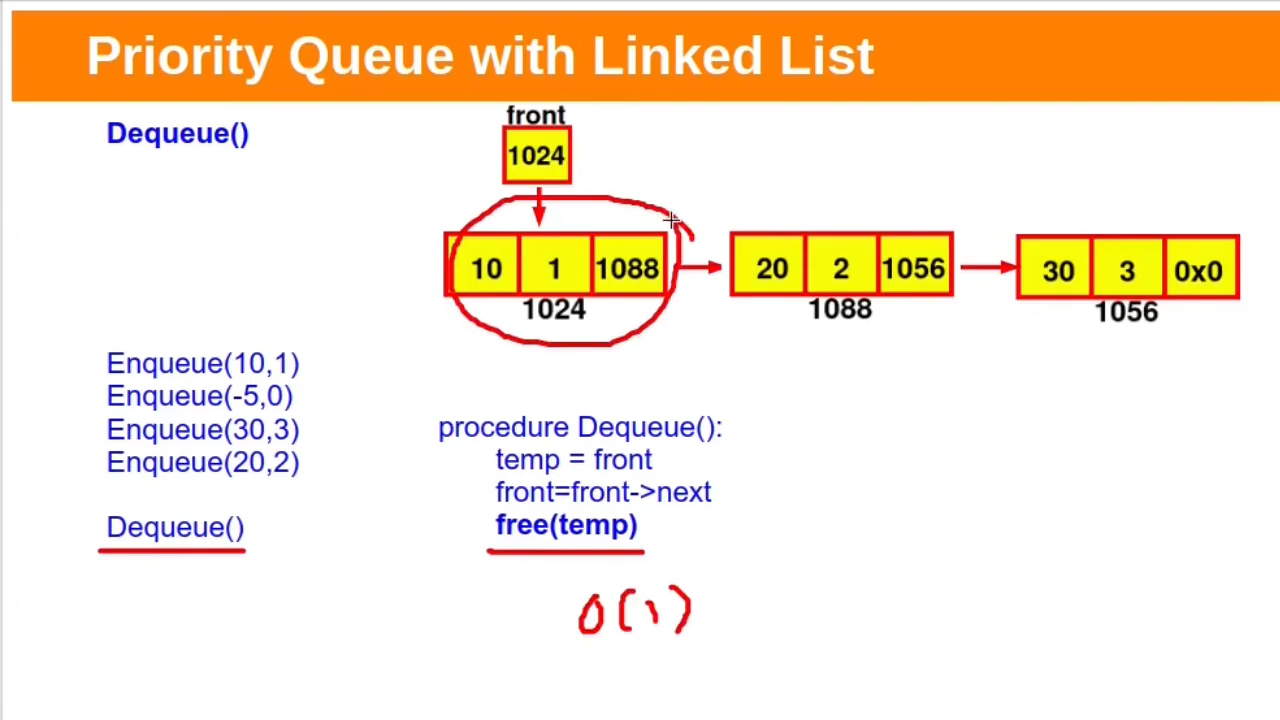 Priority Queue with Linked List
Dequeue()
front
1024
10 1 1088
1024
20 2 1056
1088
30 3 0x0
1056
Enqueue(10,1)
Enqueue(-5,0)
Enqueue(30,3)
Enqueue(20,2)
Dequeue()
procedure Dequeue():
temp = front
front=front->next
free(temp)
O(1)